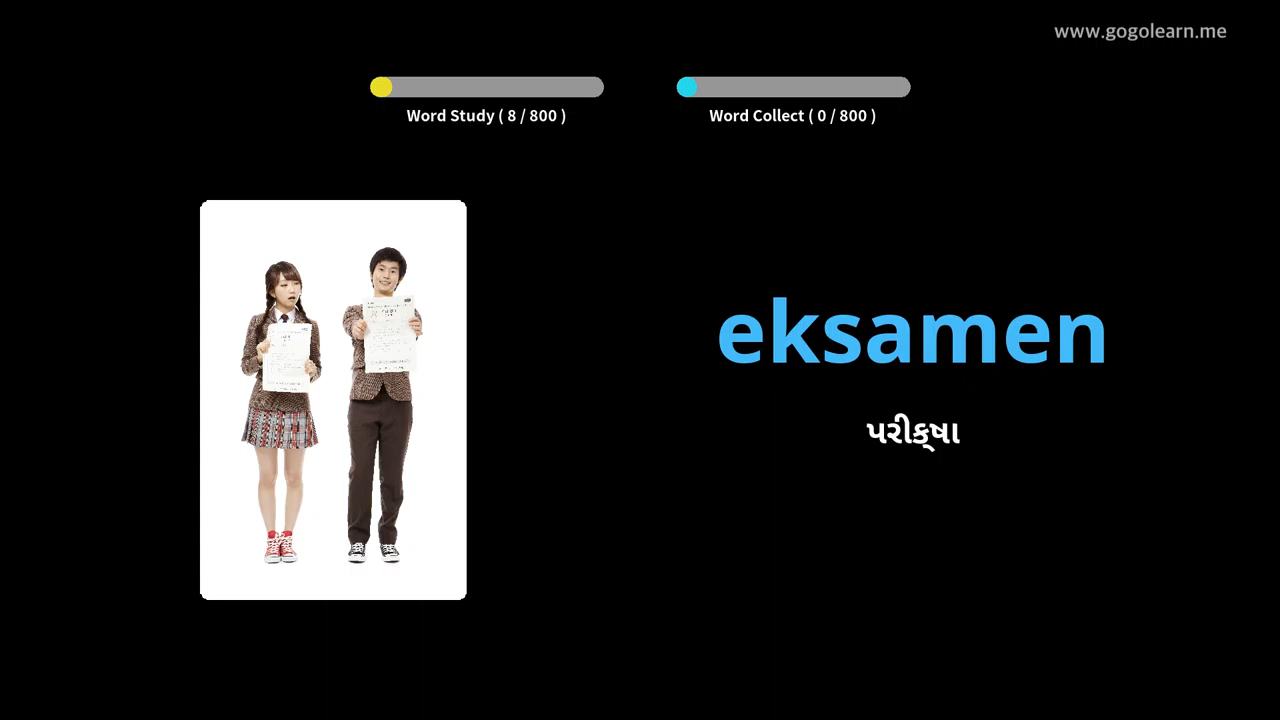 www.gogolearn.me
Word Study ( 8 / 800 )
Word Collect ( 0 / 800 )
eksamen
પરીક્ષા